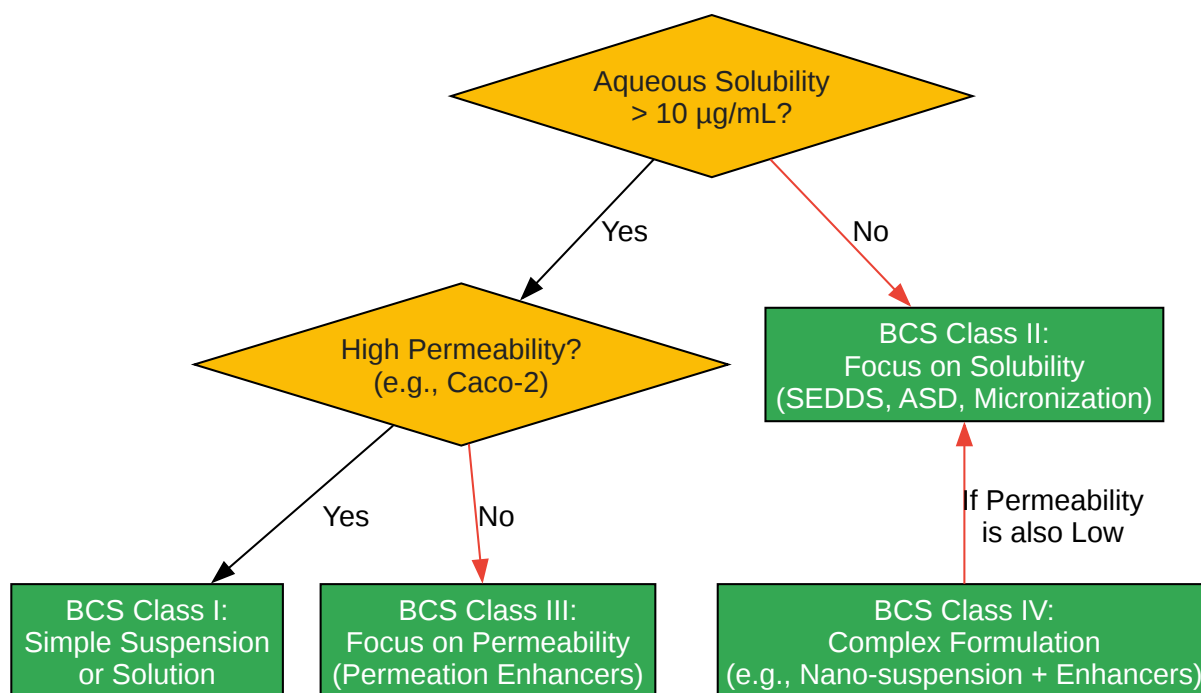 Aqueous Solubility
> 10 µg/mL?
Yes
No
High Permeability?
(e.g., Caco-2)
BCS Class II:
Focus on Solubility
(SEDDS, ASD, Micronization)
Yes
No
If Permeability
is also Low
BCS Class I:
Simple Suspension
or Solution
BCS Class III:
Focus on Permeability
(Permeation Enhancers)
BCS Class IV:
Complex Formulation
(e.g., Nano-suspension + Enhancers)